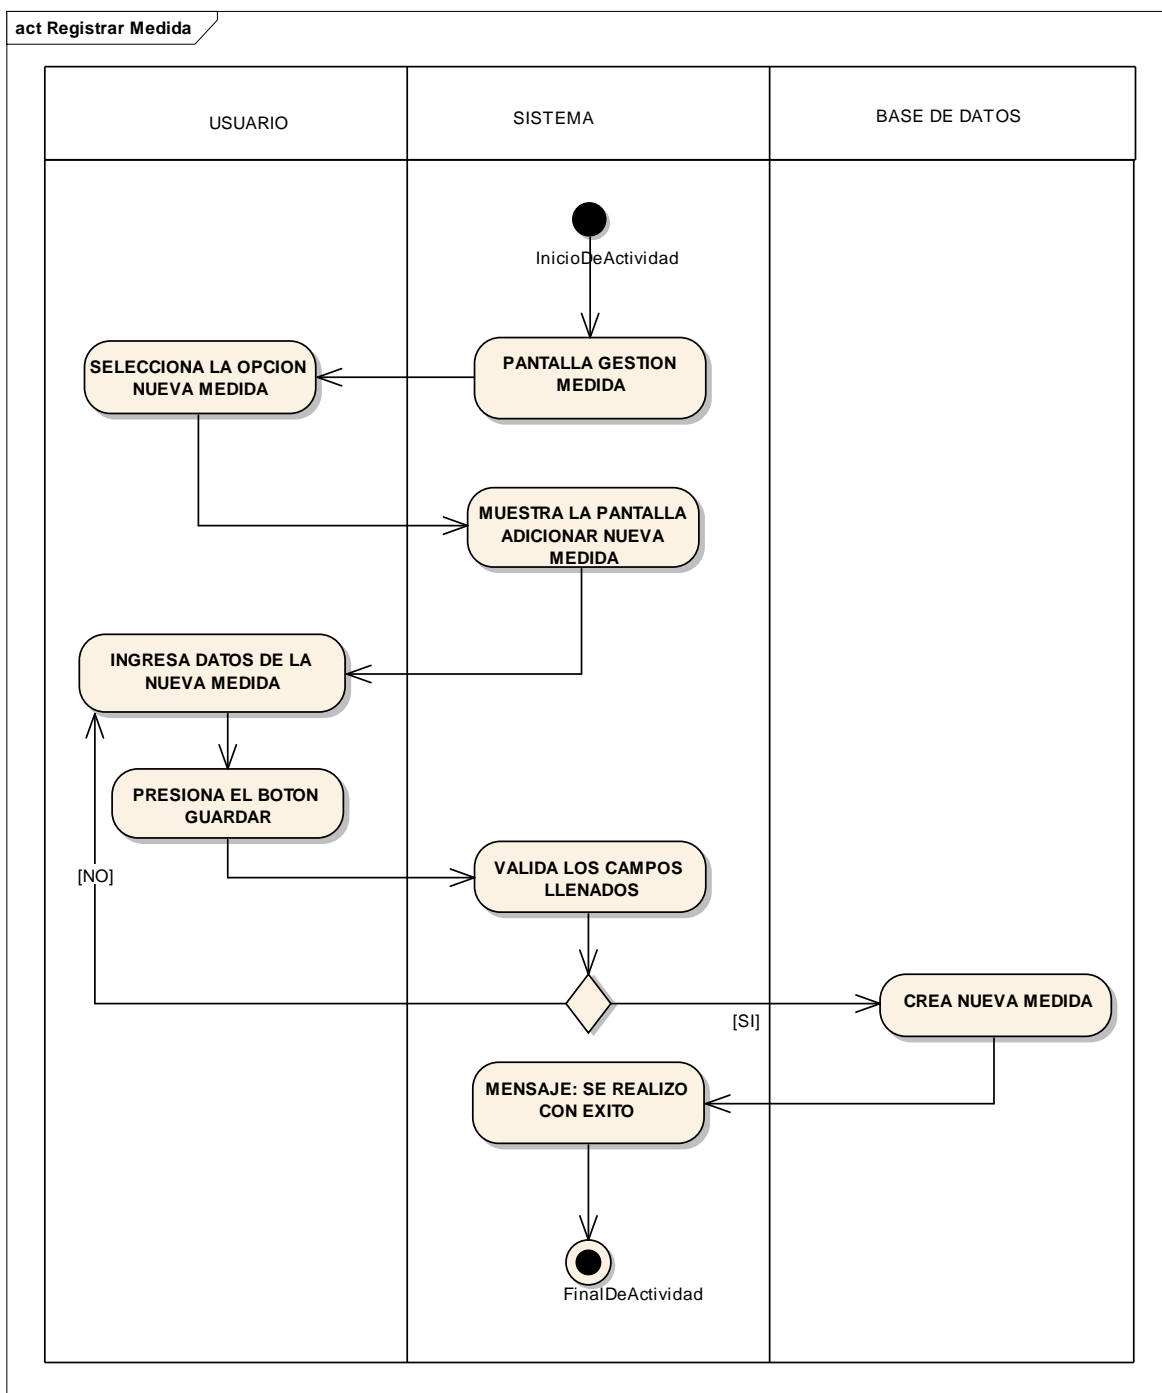 act Registrar Medida
USUARIO
SISTEMA
BASE DE DATOS
InicioDeActividad
SELECCIONA LA OPCION
NUEVA MEDIDA
PANTALLA GESTION
MEDIDA
MUESTRA LA PANTALLA
ADICIONAR NUEVA
MEDIDA
INGRESA DATOS DE LA
NUEVA MEDIDA
PRESIONA EL BOTON
GUARDAR
[NO]
VALIDA LOS CAMPOS
LLENADOS
[SI]
CREA NUEVA MEDIDA
MENSAJE: SE REALIZO
CON EXITO
FinalDeActividad